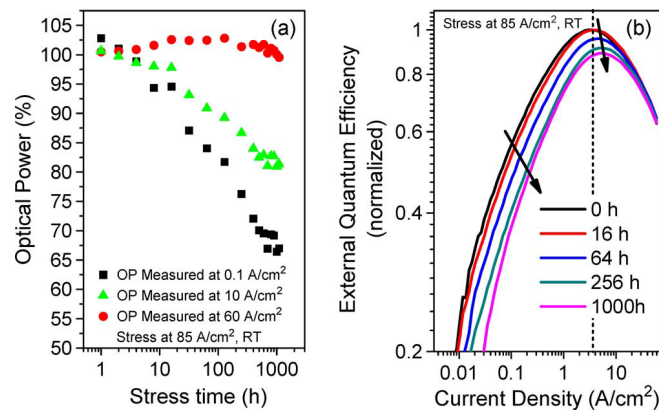 (a)
105
100
95
90
85
80
75
70
65
60
55
50
Optical Power (%)
OP Measured at 0.1 A/cm²
OP Measured at 10 A/cm²
OP Measured at 60 A/cm²
Stress at 85 A/cm², RT
1
10
100
1000
Stress time (h)
Stress at 85 A/cm², RT
(b)
1
0.8
0.6
0.4
0.2
External Quantum Efficiency
(normalized)
0 h
16 h
64 h
256 h
1000h
0.01
0.1
1
10
Current Density (A/cm²)